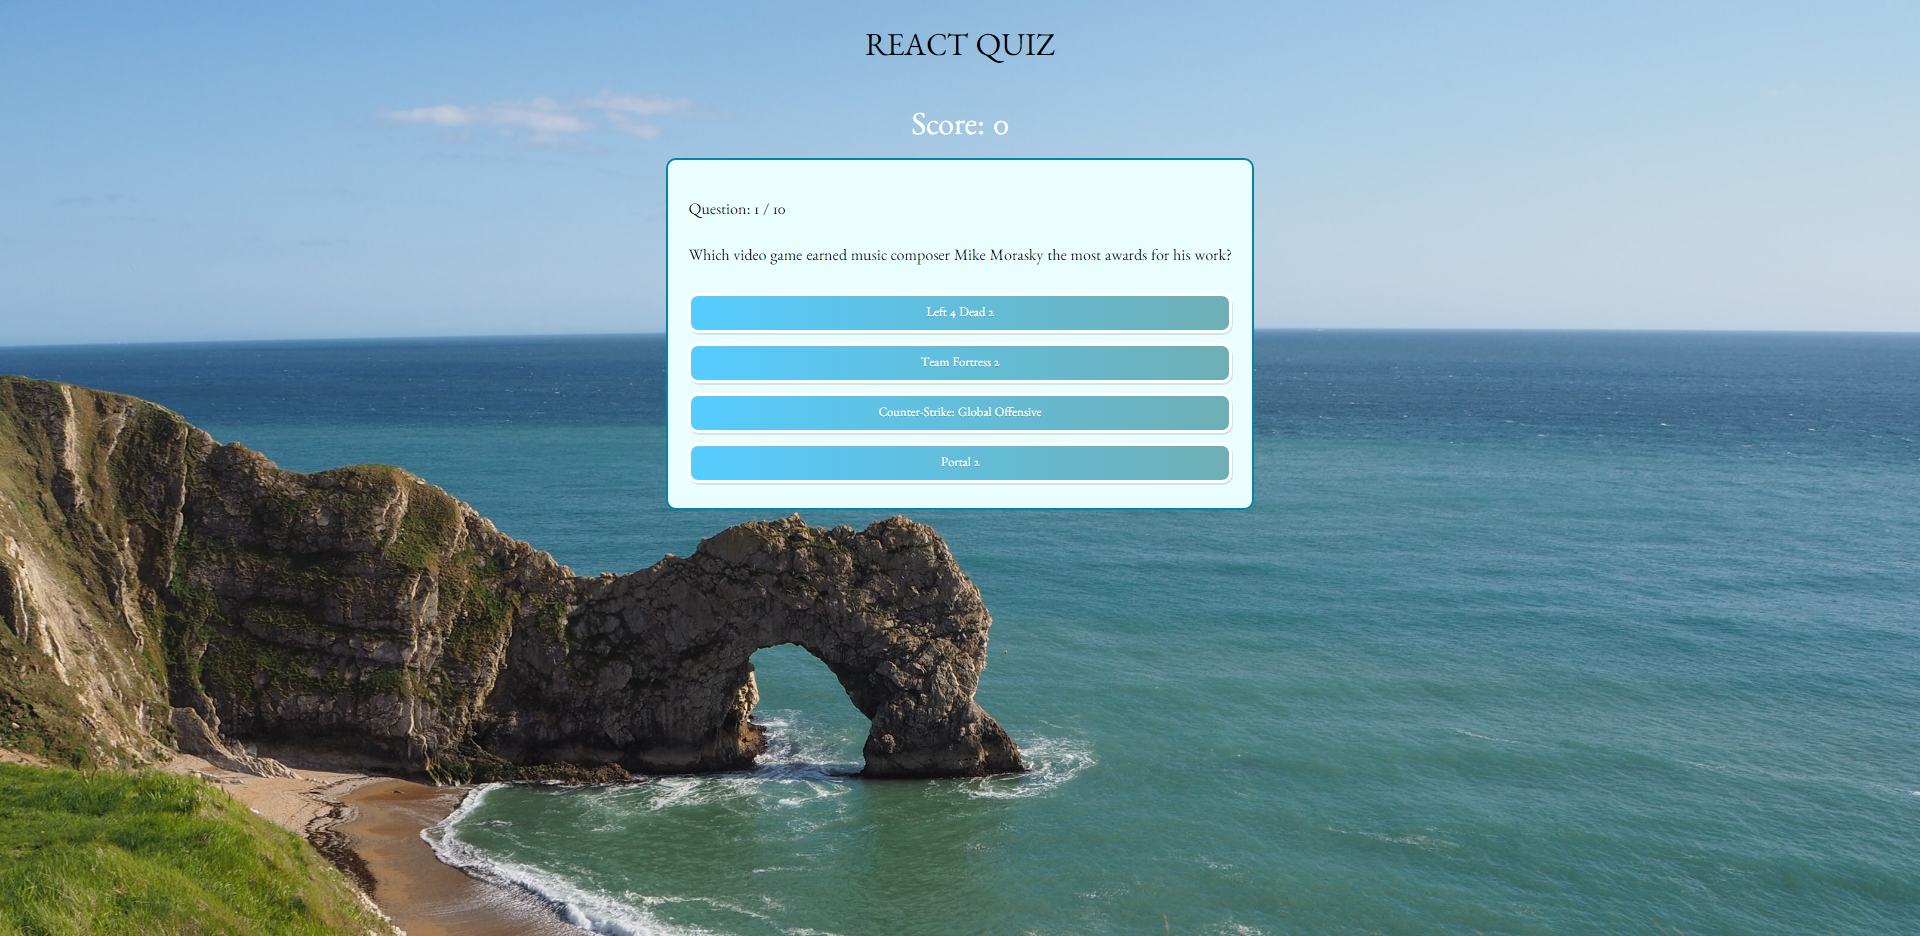 REACT QUIZ
Score: 0
Question: 1 / 10
Which video game earned music composer Mike Morasky the most awards for his work?
Left 4 Dead 2
Team Fortress 2
Counter-Strike: Global Offensive
Portal 2